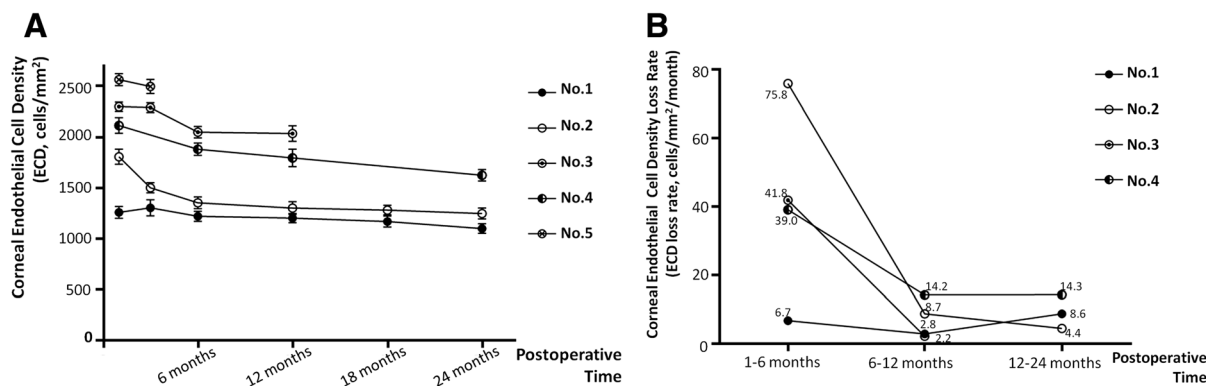 A
Corneal Endothelial Cell Density
(ECD, cells/mm²)
2500
2000
1500
1000
500
0
6 months
12 months
18 months
24 months
Postoperative
Time
No.1
No.2
No.3
No.4
No.5
B
Corneal Endothelial Cell Density Loss Rate
(ECD loss rate, cells/mm²/month)
80
60
40
20
0
75.8
41.8
39.0
6.7
14.2
8.7
2.8
2.2
14.3
8.6
4.4
1-6 months
6-12 months
12-24 months
Postoperative
Time
No.1
No.2
No.3
No.4